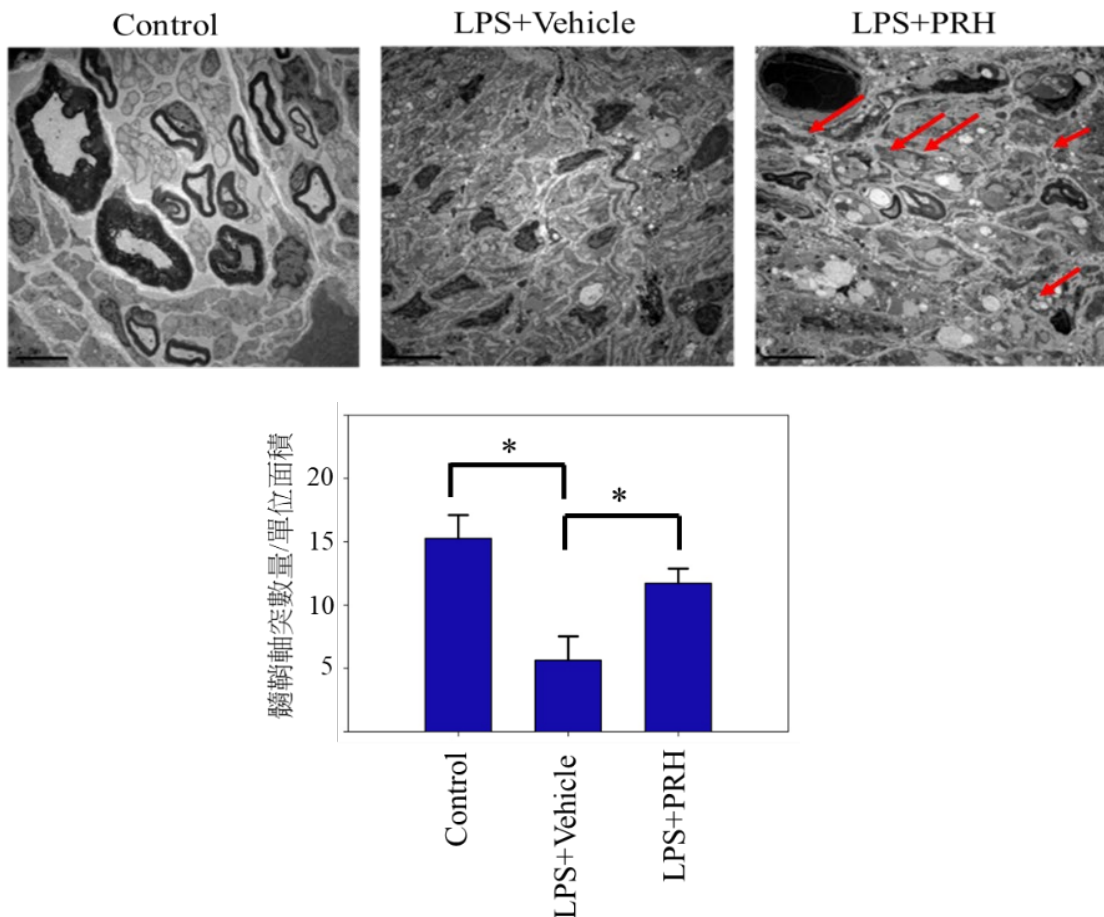 Control
LPS+Vehicle
LPS+PRH
髓鞘軸突數量/單位面積
20
15
10
5
*
*
Control
LPS+Vehicle
LPS+PRH